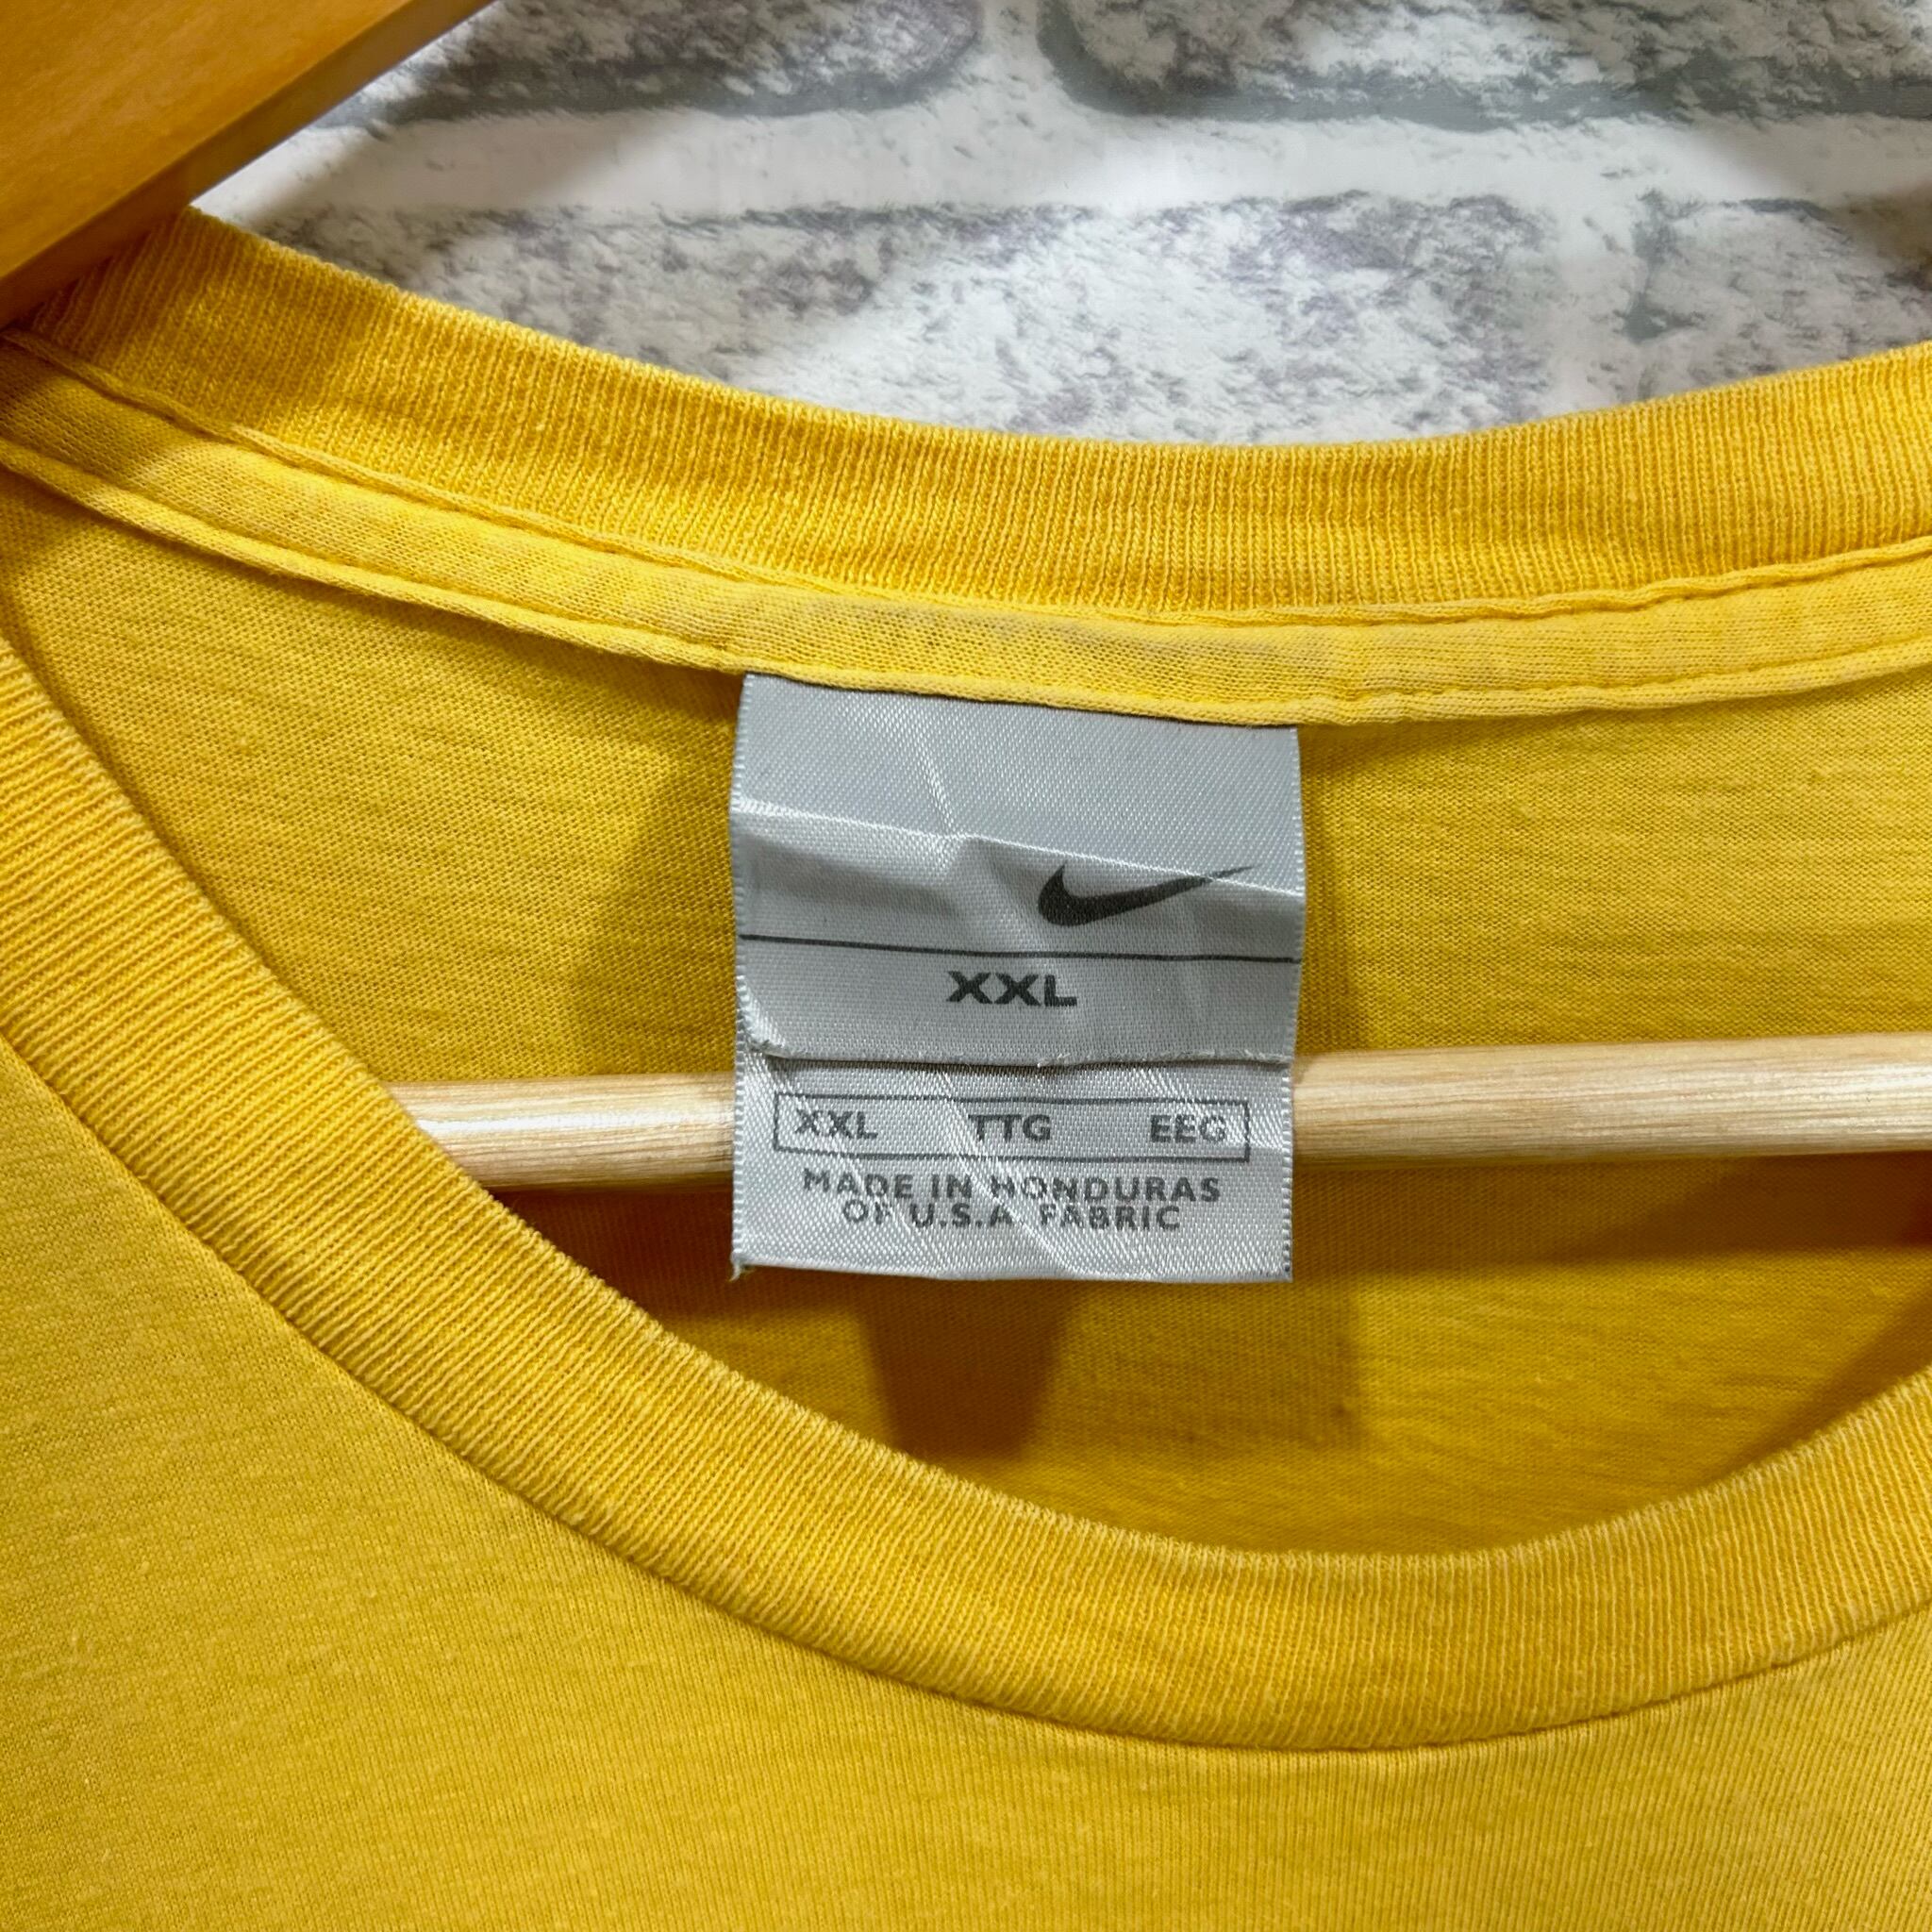 XXL
XXL TTG EEG
MADE IN HONDURAS
OF U.S.A. FABRIC